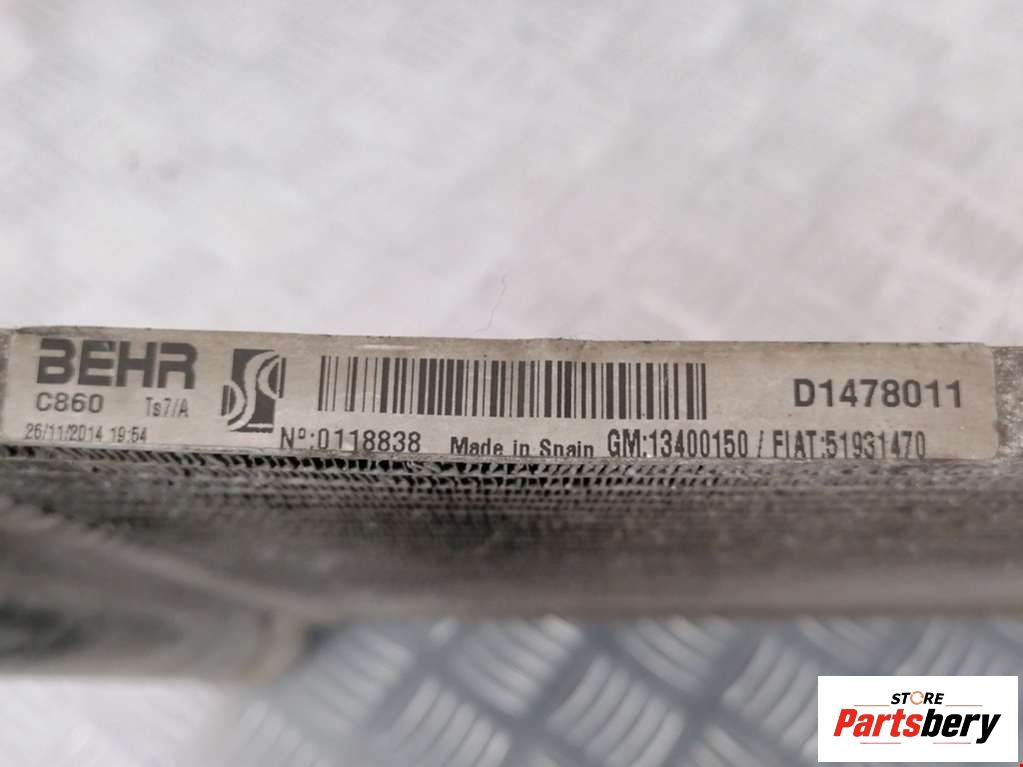 BEHR
C860 Ts7/A
26/11/2014 19:54
Nº:0118838 Made in Spain GM:13400150 / FIAT:51931470
D1478011
STORE
Partsbery